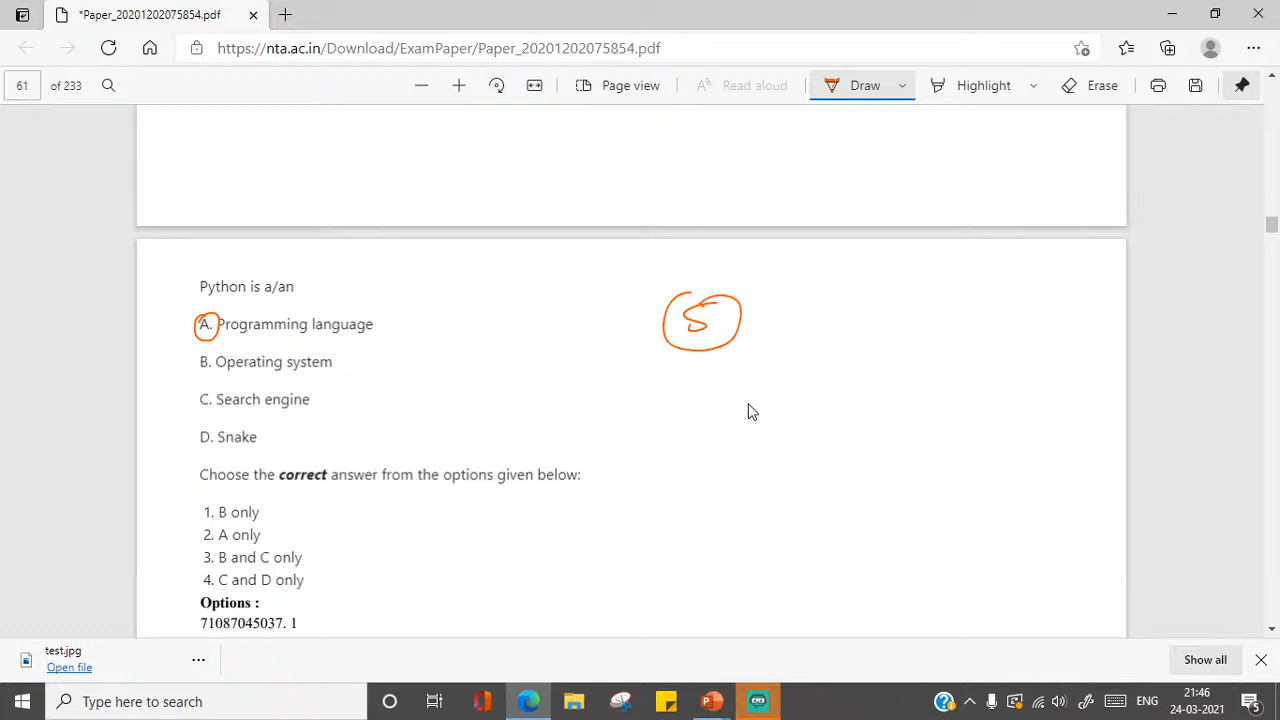 *Paper_20201202075854.pdf
https://nta.ac.in/Download/ExamPaper/Paper_20201202075854.pdf
61 of 233 Page view Read aloud Draw Highlight Erase
Python is a/an
A. Programming language
B. Operating system
C. Search engine
D. Snake
5
Choose the correct answer from the options given below:
1. B only
2. A only
3. B and C only
4. C and D only
Options :
71087045037. 1
test.jpg
Open file
Show all
Type here to search
ENG
21:46
24-03-2021
5